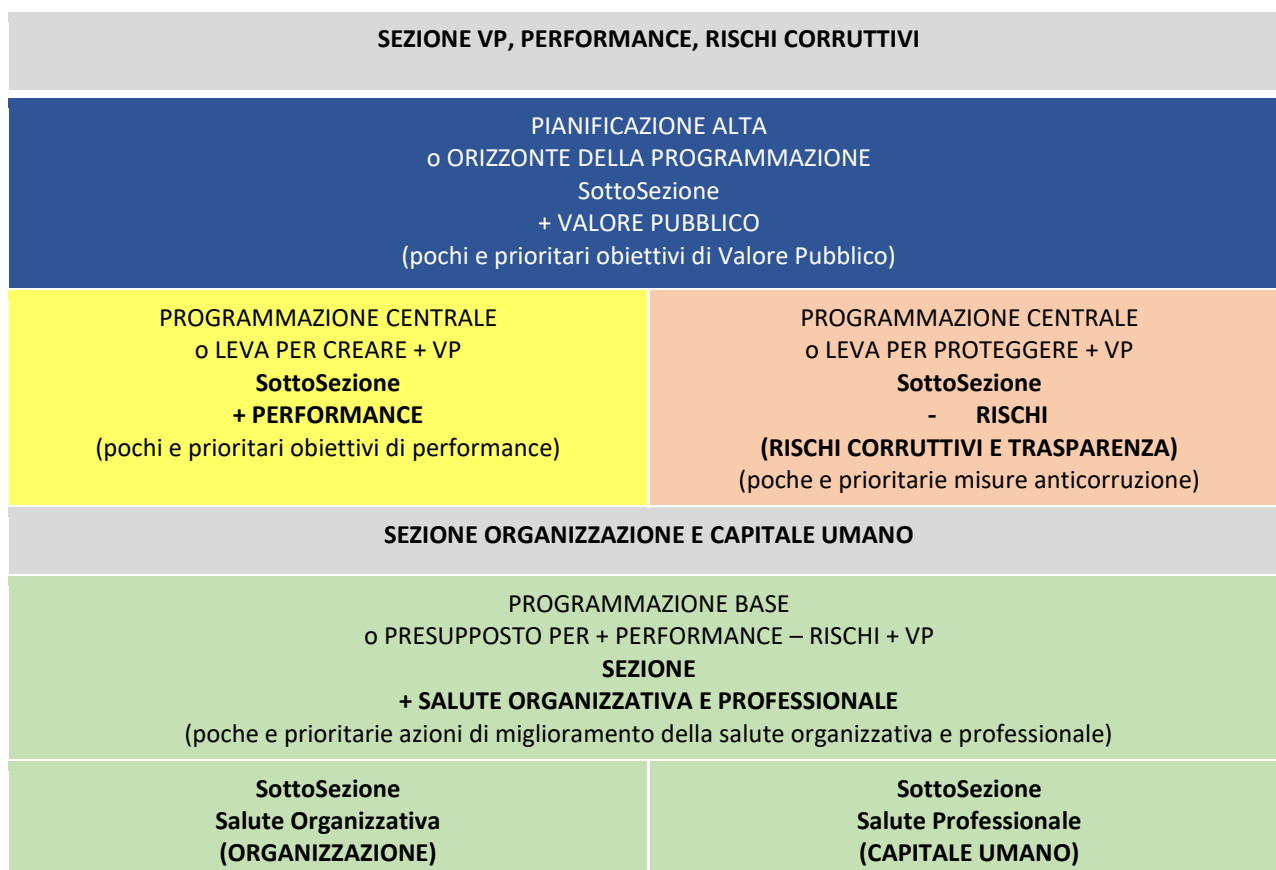 SEZIONE VP, PERFORMANCE, RISCHI CORRUTTIVI
PIANIFICAZIONE ALTA
o ORIZZONTE DELLA PROGRAMMAZIONE
SottoSezione
+ VALORE PUBBLICO
(pochi e prioritari obiettivi di Valore Pubblico)
PROGRAMMAZIONE CENTRALE
o LEVA PER CREARE + VP
SottoSezione
+ PERFORMANCE
(pochi e prioritari obiettivi di performance)
PROGRAMMAZIONE CENTRALE
o LEVA PER PROTEGGERE + VP
SottoSezione
- RISCHI
(RISCHI CORRUTTIVI E TRASPARENZA)
(poche e prioritarie misure anticorruzione)
SEZIONE ORGANIZZAZIONE E CAPITALE UMANO
PROGRAMMAZIONE BASE
o PRESUPPOSTO PER + PERFORMANCE – RISCHI + VP
SEZIONE
+ SALUTE ORGANIZZATIVA E PROFESSIONALE
(poche e prioritarie azioni di miglioramento della salute organizzativa e professionale)
SottoSezione
Salute Organizzativa
(ORGANIZZAZIONE)
SottoSezione
Salute Professionale
(CAPITALE UMANO)